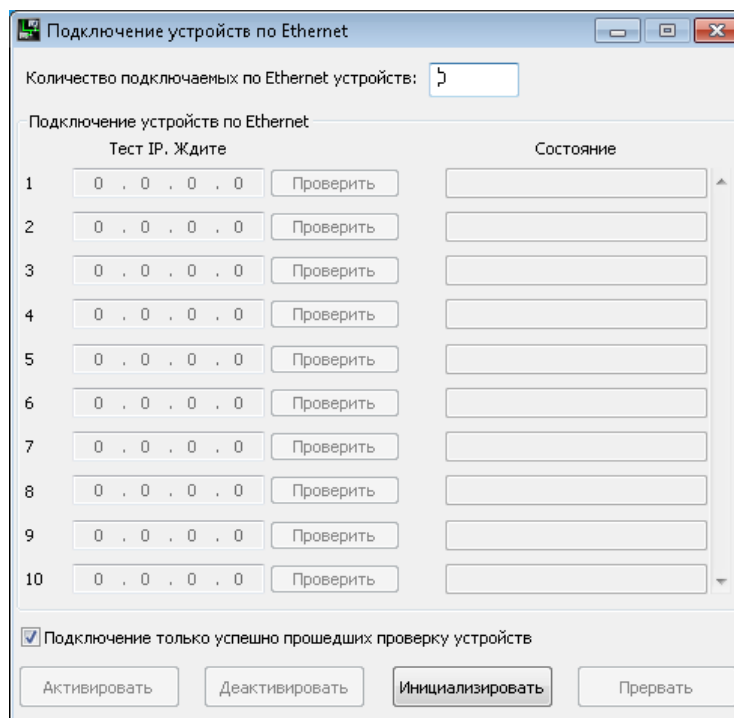 Подключение устройств по Ethernet
Количество подключаемых по Ethernet устройств:
Подключение устройств по Ethernet
Тест IP. Ждите Состояние
1 0 . 0 . 0 . 0 Проверить
2 0 . 0 . 0 . 0 Проверить
3 0 . 0 . 0 . 0 Проверить
4 0 . 0 . 0 . 0 Проверить
5 0 . 0 . 0 . 0 Проверить
6 0 . 0 . 0 . 0 Проверить
7 0 . 0 . 0 . 0 Проверить
8 0 . 0 . 0 . 0 Проверить
9 0 . 0 . 0 . 0 Проверить
10 0 . 0 . 0 . 0 Проверить
Подключение только успешно прошедших проверку устройств
Активировать Деактивировать Инициализировать Прервать